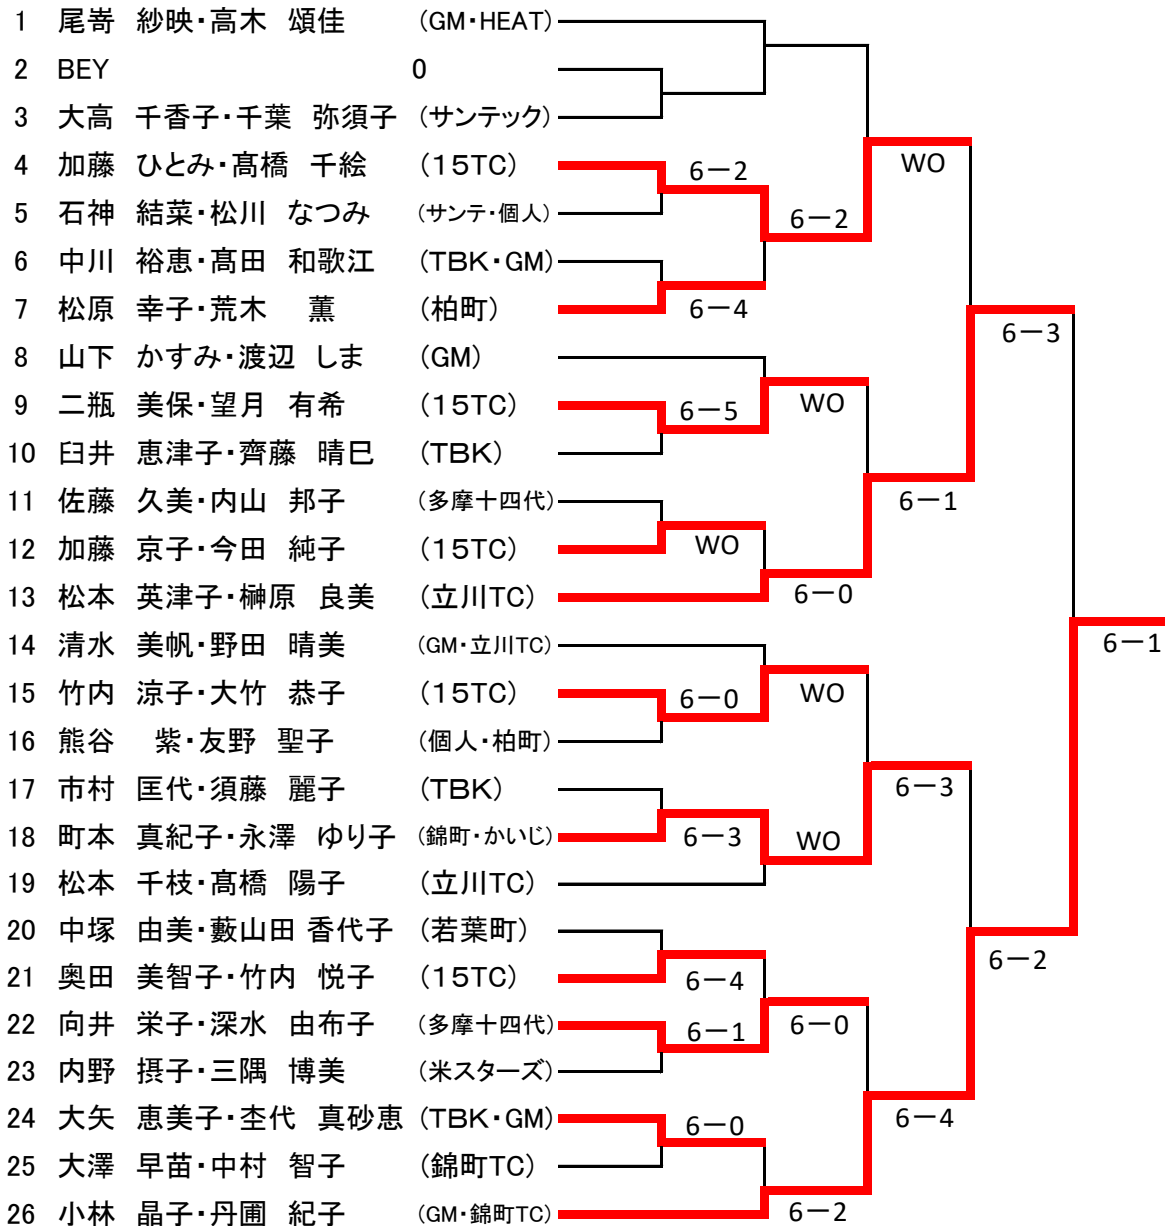 1 尾嵜 紗映・高木 頌佳 (GM・HEAT)
2 BEY 0
3 大高 千香子・千葉 弥須子 (サンテック)
4 加藤 ひとみ・髙橋 千絵 (15TC)
6－2
WO
5 石神 結菜・松川 なつみ (サンテ・個人)
6－2
6 中川 裕恵・髙田 和歌江 (TBK・GM)
7 松原 幸子・荒木 薫 (柏町)
6－4
6－3
8 山下 かすみ・渡辺 しま (GM)
9 二瓶 美保・望月 有希 (15TC)
6－5
WO
10 臼井 恵津子・齊藤 晴巳 (TBK)
11 佐藤 久美・内山 邦子 (多摩十四代)
6－1
12 加藤 京子・今田 純子 (15TC)
WO
13 松本 英津子・榊原 良美 (立川TC)
6－0
14 清水 美帆・野田 晴美 (GM・立川TC)
6－1
15 竹内 涼子・大竹 恭子 (15TC)
6－0
WO
16 熊谷 紫・友野 聖子 (個人・柏町)
17 市村 匡代・須藤 麗子 (TBK)
6－3
18 町本 真紀子・永澤 ゆり子 (錦町・かいじ)
6－3
WO
19 松本 千枝・髙橋 陽子 (立川TC)
20 中塚 由美・藪山田 香代子 (若葉町)
6－2
21 奥田 美智子・竹内 悦子 (15TC)
6－4
22 向井 栄子・深水 由布子 (多摩十四代)
6－1
6－0
23 内野 摂子・三隅 博美 (米スターズ)
24 大矢 恵美子・杢代 真砂恵 (TBK・GM)
6－0
6－4
25 大澤 早苗・中村 智子 (錦町TC)
26 小林 晶子・丹圃 紀子 (GM・錦町TC)
6－2